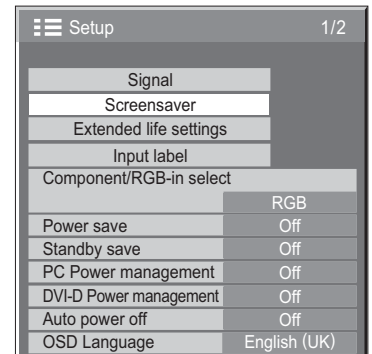 Setup 1/2
Signal
Screensaver
Extended life settings
Input label
Component/RGB-in select
RGB
Power save Off
Standby save Off
PC Power management Off
DVI-D Power management Off
Auto power off Off
OSD Language English (UK)